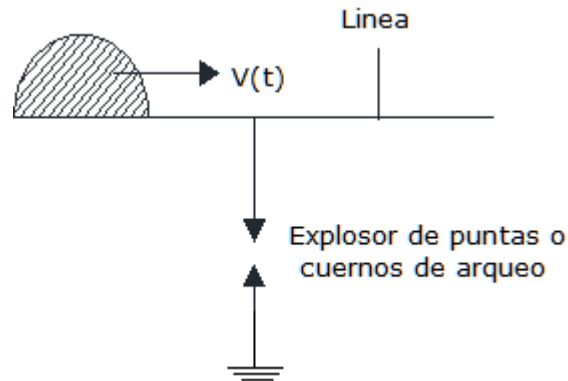 Linea
V(t)
Explosor de puntas o
cuernos de arqueo